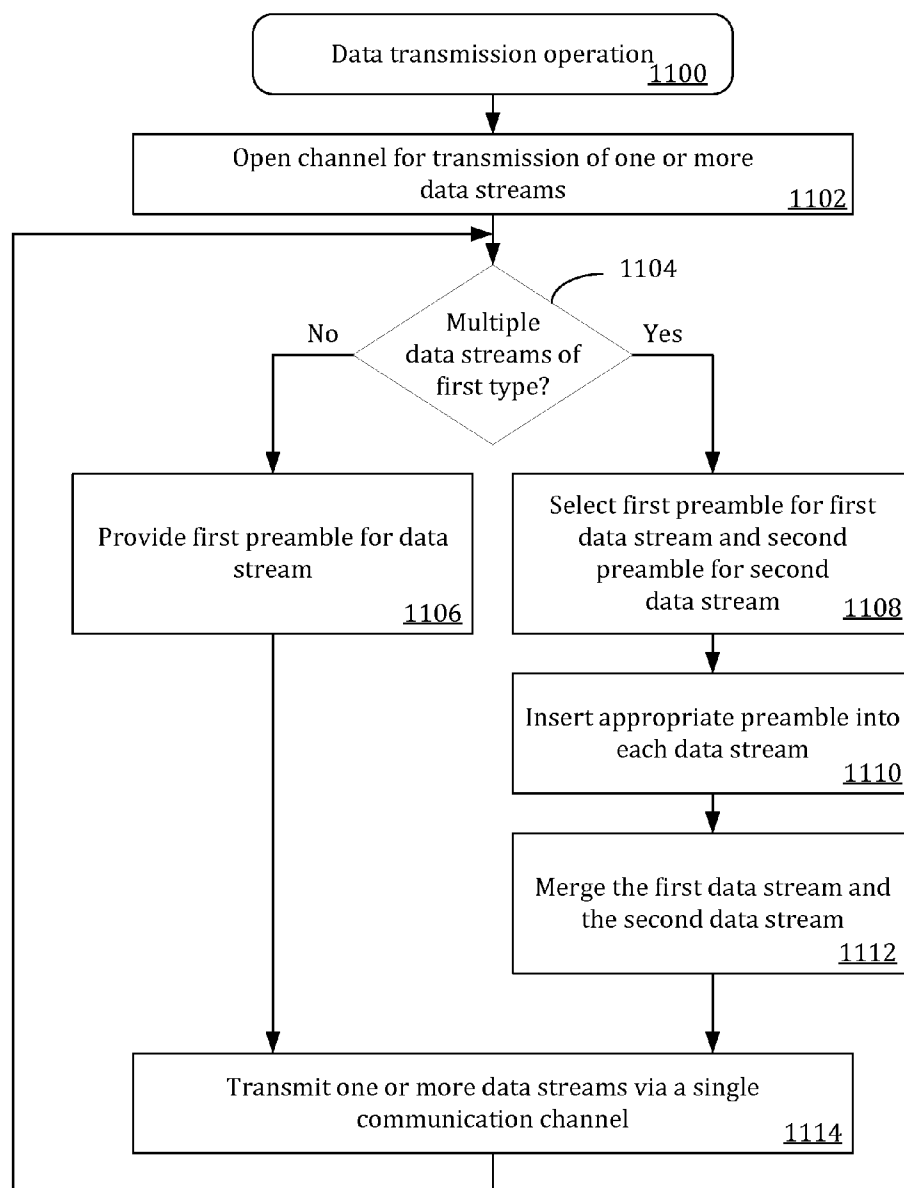 Data transmission operation
1100
Open channel for transmission of one or more
data streams
1102
1104
Multiple
data streams of
first type?
No
Yes
Provide first preamble for data
stream
1106
Select first preamble for first
data stream and second
preamble for second
data stream
1108
Insert appropriate preamble into
each data stream
1110
Merge the first data stream and
the second data stream
1112
Transmit one or more data streams via a single
communication channel
1114